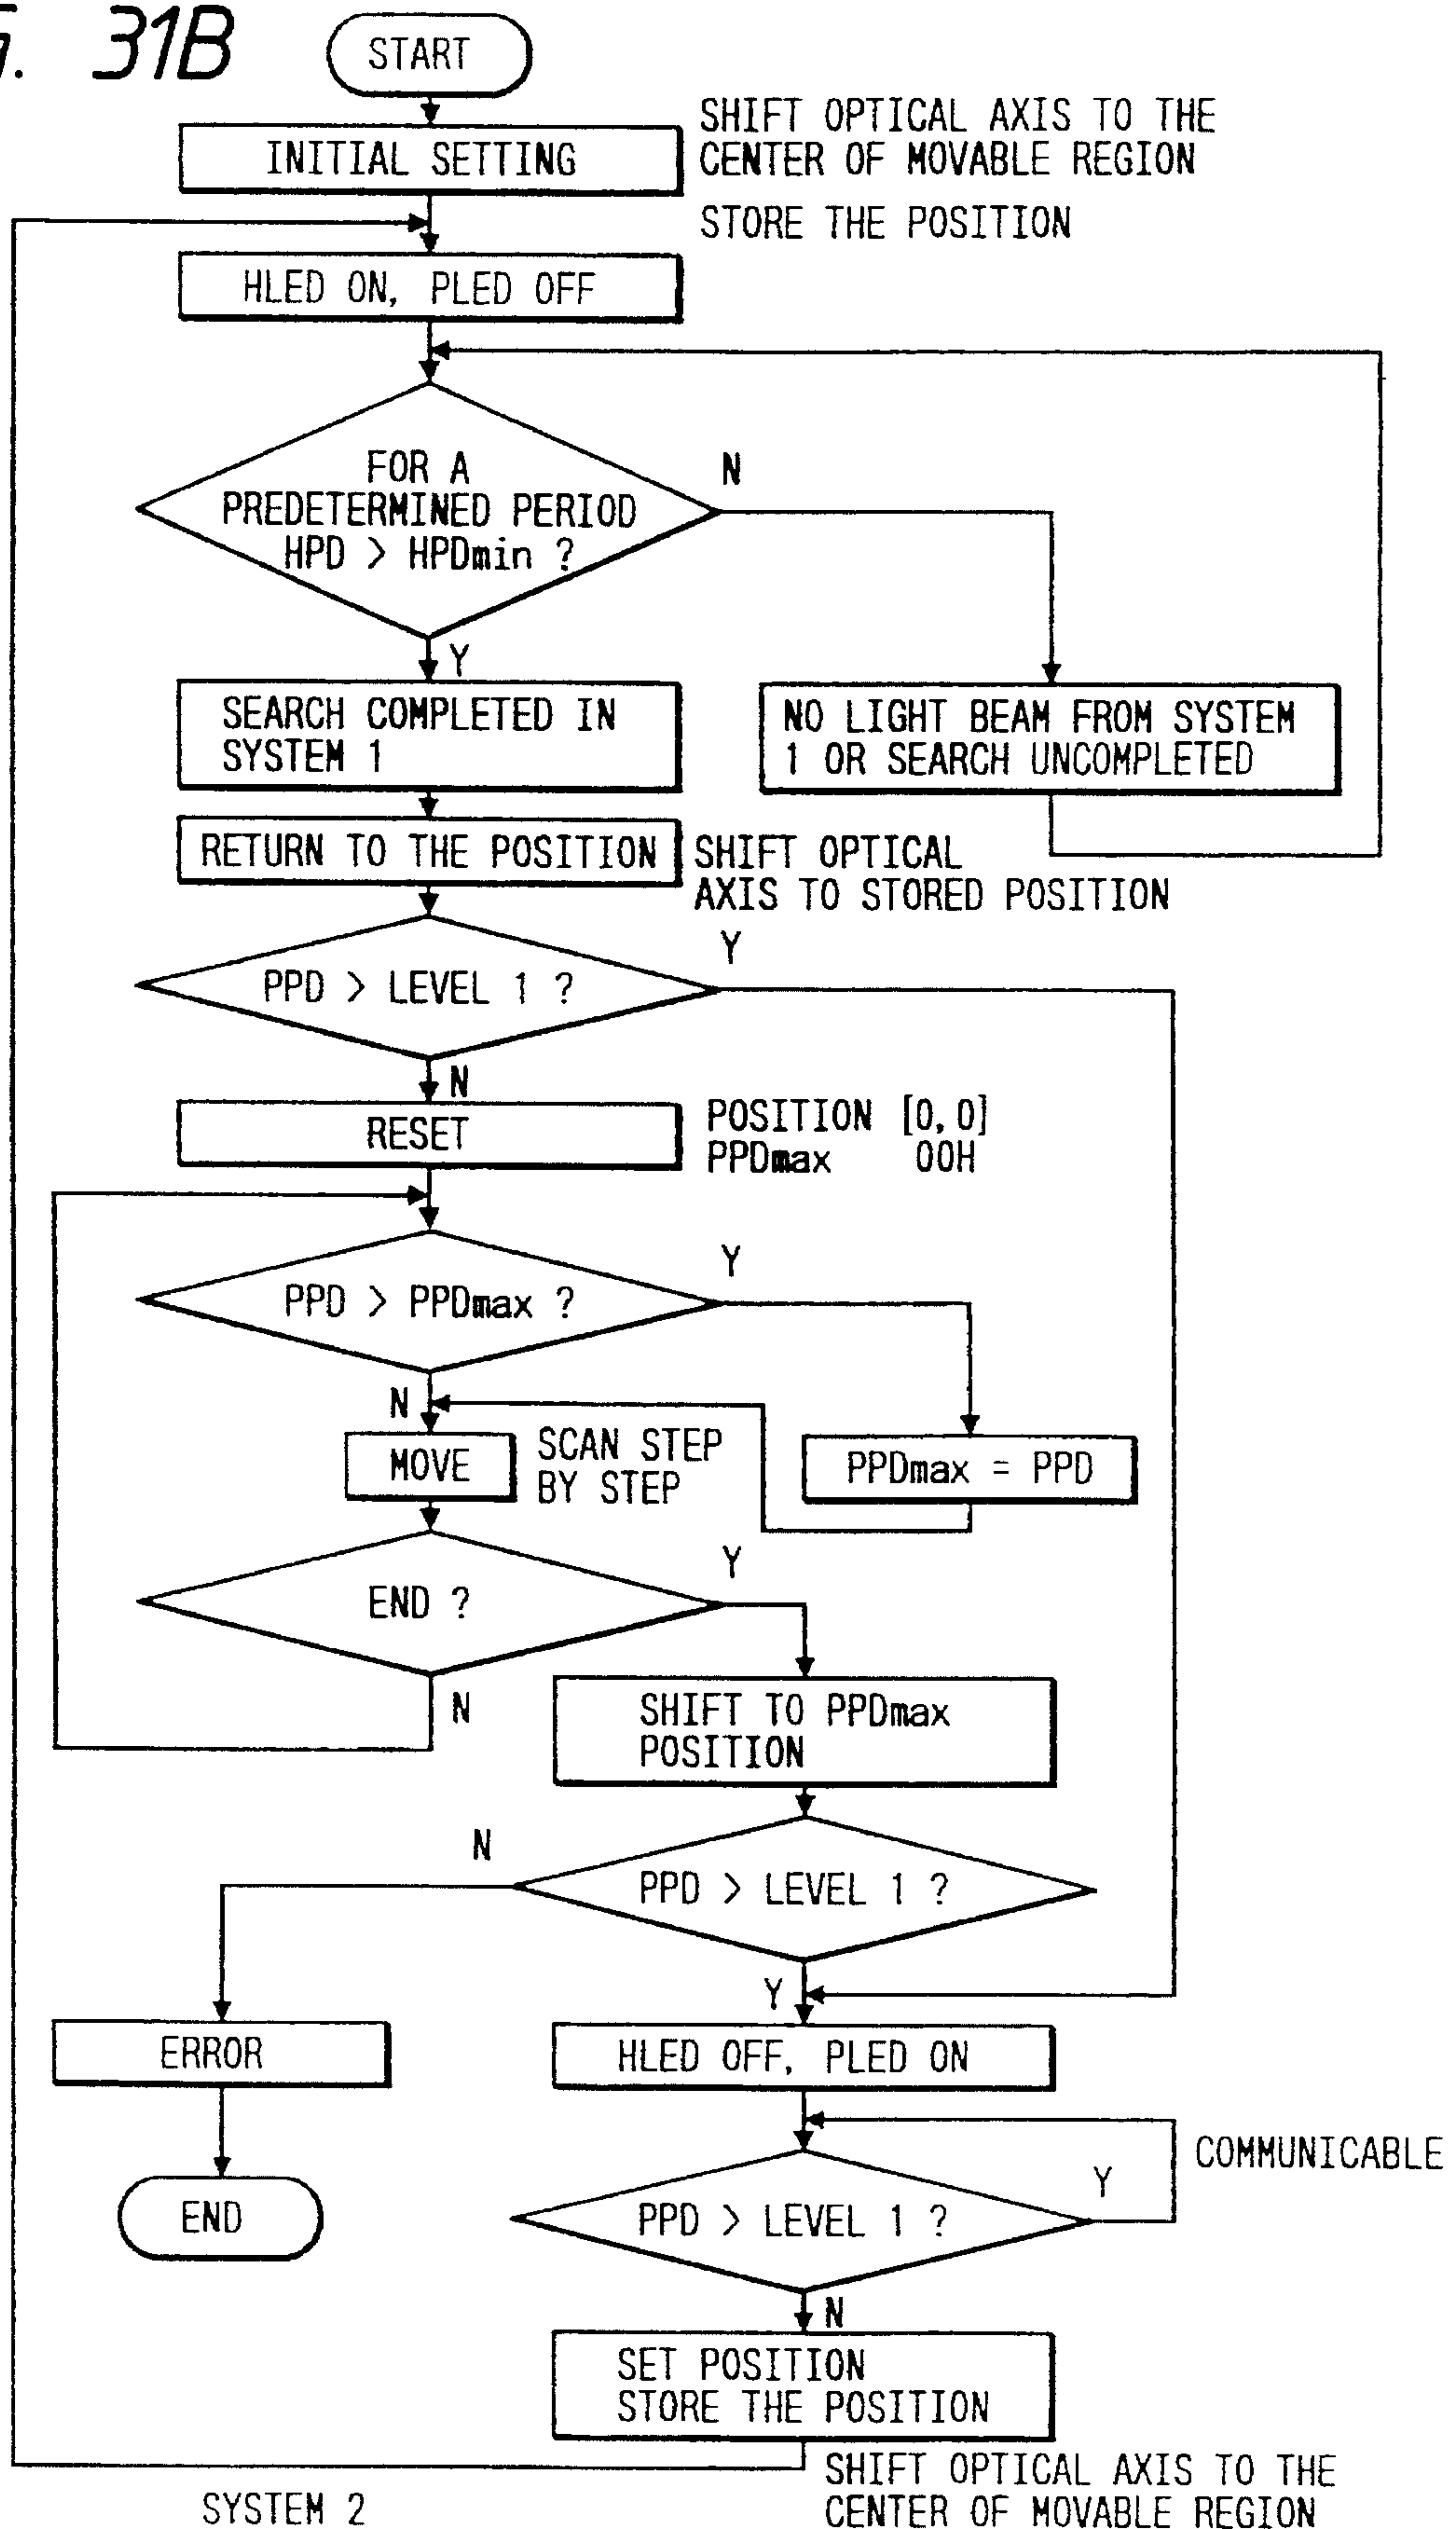 G. 31B
START
INITIAL SETTING
SHIFT OPTICAL AXIS TO THE
CENTER OF MOVABLE REGION
STORE THE POSITION
HLED ON, PLED OFF
FOR A
PREDETERMINED PERIOD
HPD > HPDmin ?
N
Y
SEARCH COMPLETED IN
SYSTEM 1
NO LIGHT BEAM FROM SYSTEM
1 OR SEARCH UNCOMPLETED
RETURN TO THE POSITION
SHIFT OPTICAL
AXIS TO STORED POSITION
PPD > LEVEL 1 ?
Y
N
RESET
POSITION [0,0]
PPDmax 00H
PPD > PPDmax ?
Y
N
MOVE
SCAN STEP
BY STEP
PPDmax = PPD
END ?
Y
N
SHIFT TO PPDmax
POSITION
PPD > LEVEL 1 ?
N
Y
ERROR
HLED OFF, PLED ON
END
PPD > LEVEL 1 ?
Y
COMMUNICABLE
N
SET POSITION
STORE THE POSITION
SHIFT OPTICAL AXIS TO THE
CENTER OF MOVABLE REGION
SYSTEM 2